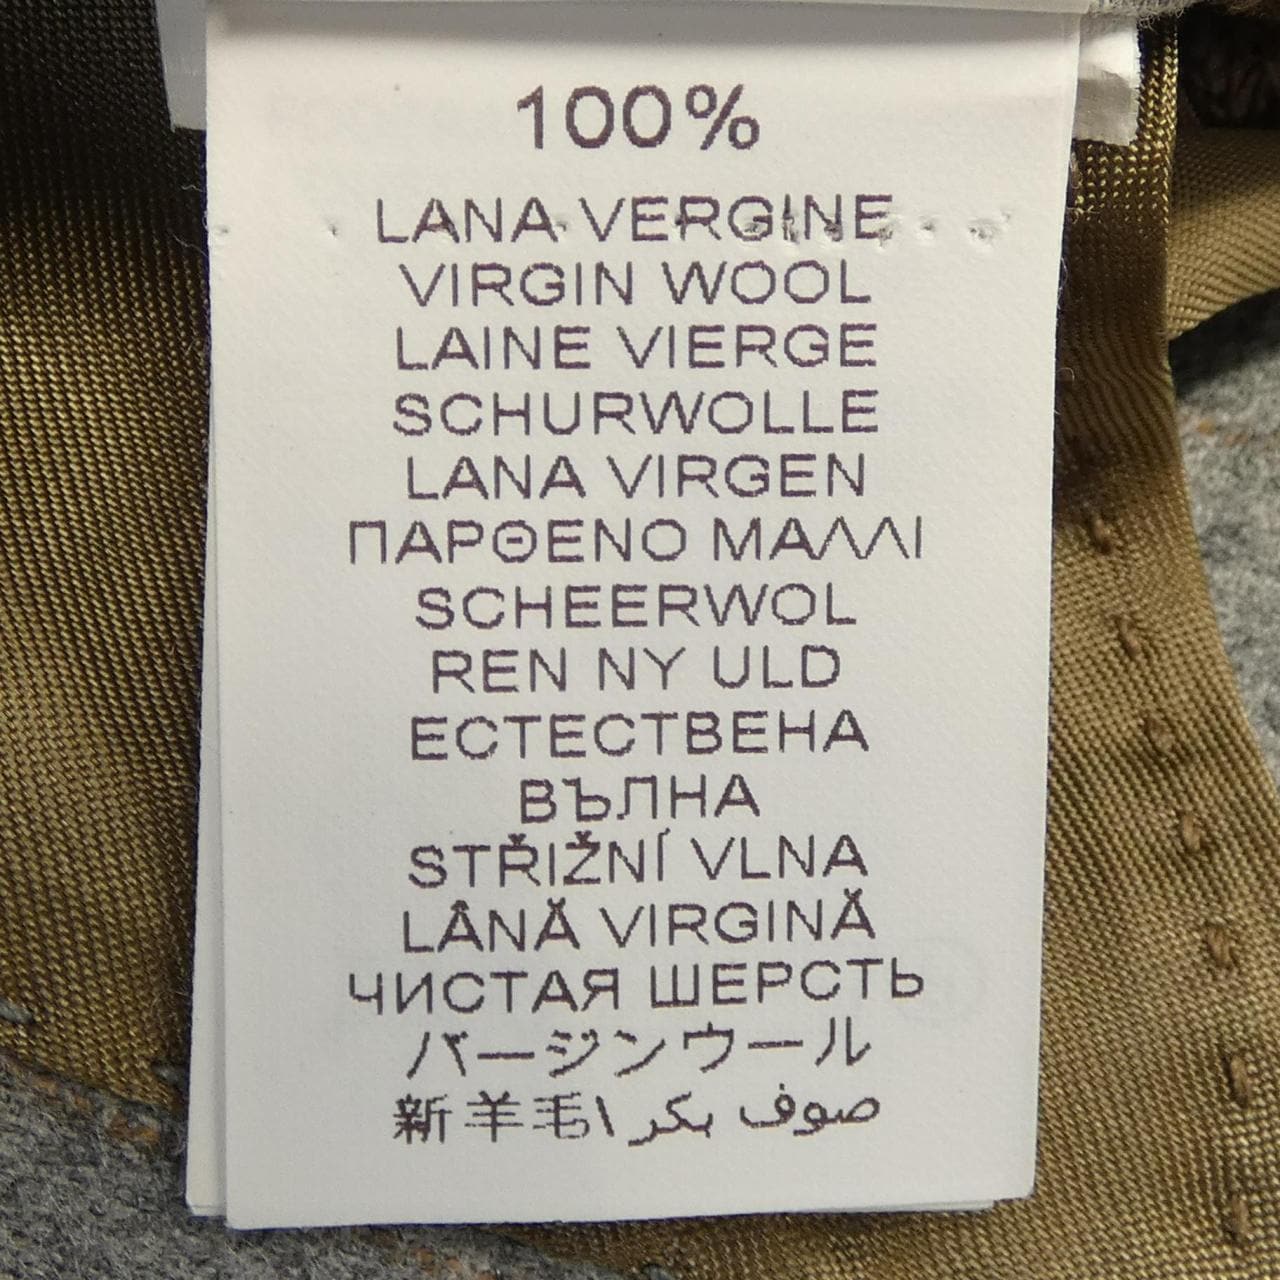 100%
LANA VERGINE
VIRGIN WOOL
LAINE VIERGE
SCHURWOLLE
LANA VIRGEN
ΠΑΡΘΕΝΟ ΜΑΛΛΙ
SCHEERWOL
REN NY ULD
ЕСТЕСТВЕНА
ВЪЛНА
STŘIŽNÍ VLNA
LÂNĂ VIRGINĂ
ЧИСТАЯ ШЕРСТЬ
バージンウール
新羊毛\ صوف بكر